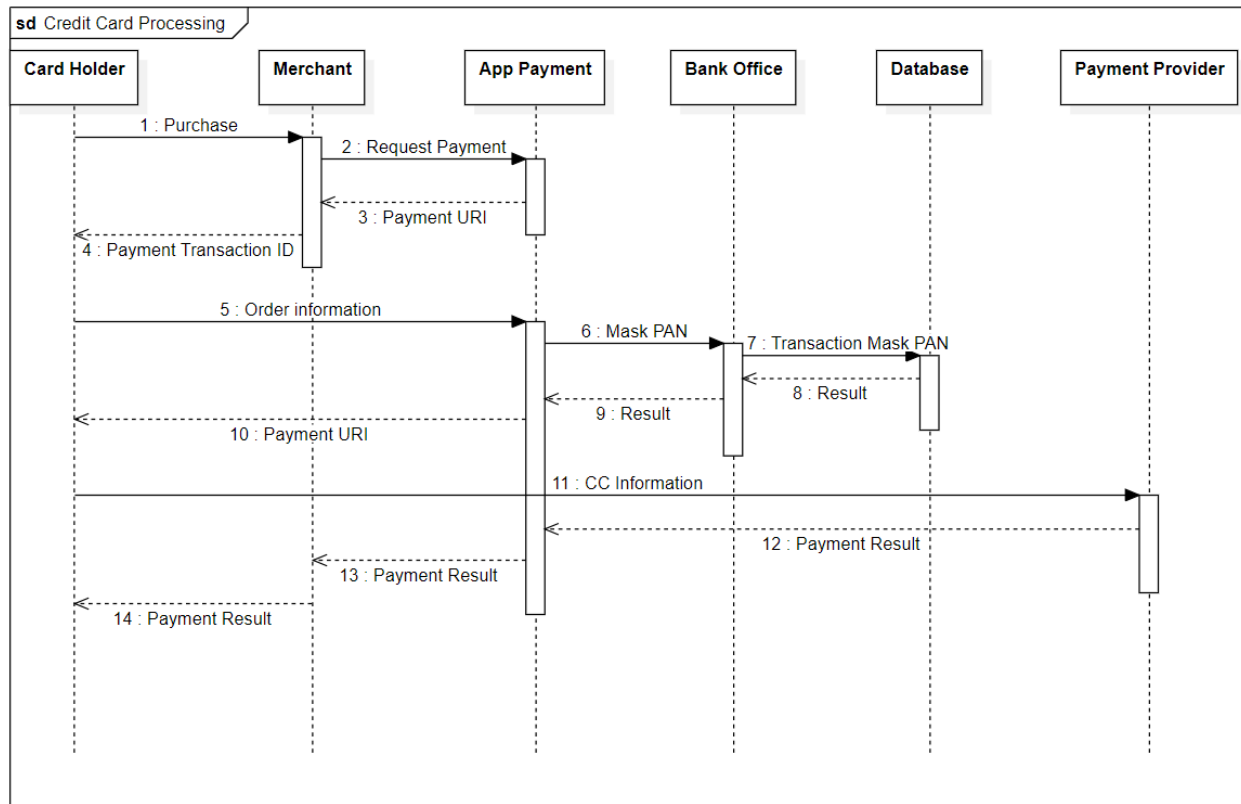 sd Credit Card Processing
Card Holder
Merchant
App Payment
Bank Office
Database
Payment Provider
1 : Purchase
2 : Request Payment
3 : Payment URI
4 : Payment Transaction ID
5 : Order information
6 : Mask PAN
7 : Transaction Mask PAN
8 : Result
9 : Result
10 : Payment URI
11 : CC Information
12 : Payment Result
13 : Payment Result
14 : Payment Result